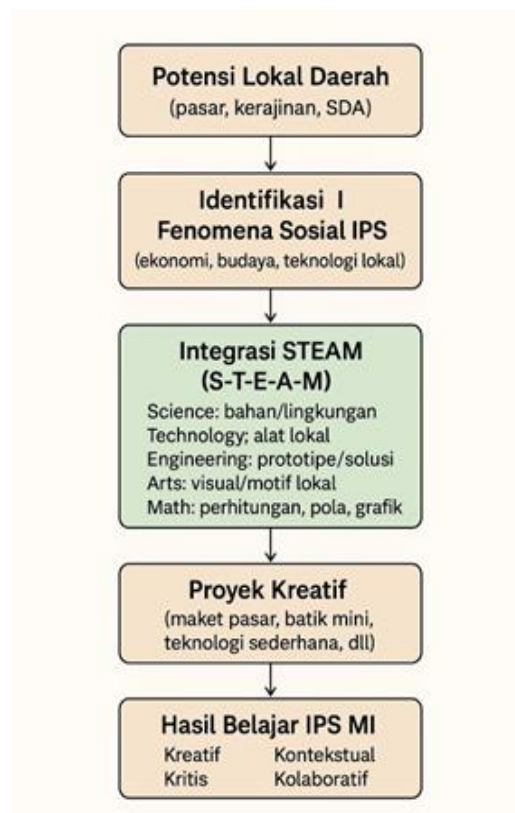 Potensi Lokal Daerah
(pasar, kerajinan, SDA)
Identifikasi I
Fenomena Sosial IPS
(ekonomi, budaya, teknologi lokal)
Integrasi STEAM
(S-T-E-A-M)
Science: bahan/lingkungan
Technology; alat lokal
Engineering: prototipe/solusi
Arts: visual/motif lokal
Math: perhitungan, pola, grafik
Proyek Kreatif
(maket pasar, batik mini,
teknologi sederhana, dll)
Hasil Belajar IPS MI
Kreatif Kontekstual
Kritis Kolaboratif